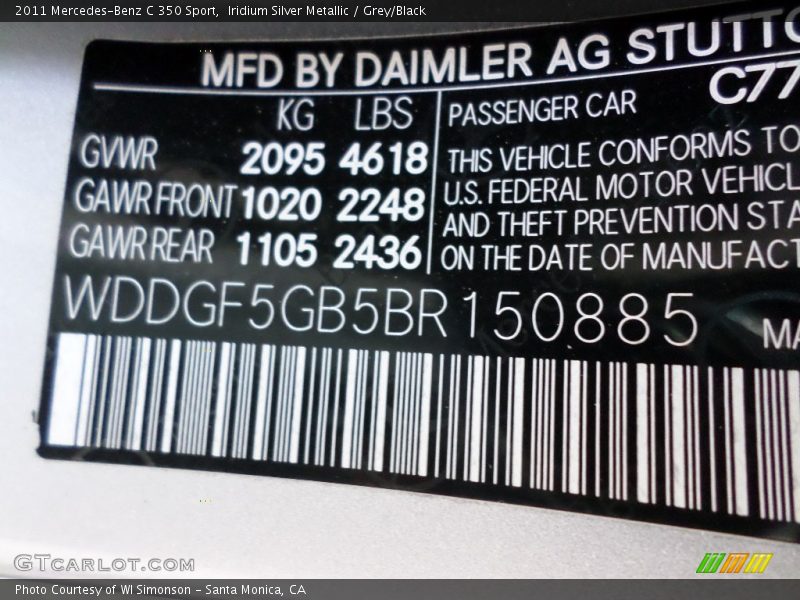 2011 Mercedes-Benz C 350 Sport, Iridium Silver Metallic / Grey/Black
MFD BY DAIMLER AG STUTTG
C77
KG LBS
GVWR 2095 4618
GAWR FRONT 1020 2248
GAWR REAR 1105 2436
PASSENGER CAR
THIS VEHICLE CONFORMS TO
U.S. FEDERAL MOTOR VEHICL
AND THEFT PREVENTION STA
ON THE DATE OF MANUFACT
WDDGF5GB5BR150885
MA
GTCARLOT.COM
Photo Courtesy of WI Simonson - Santa Monica, CA